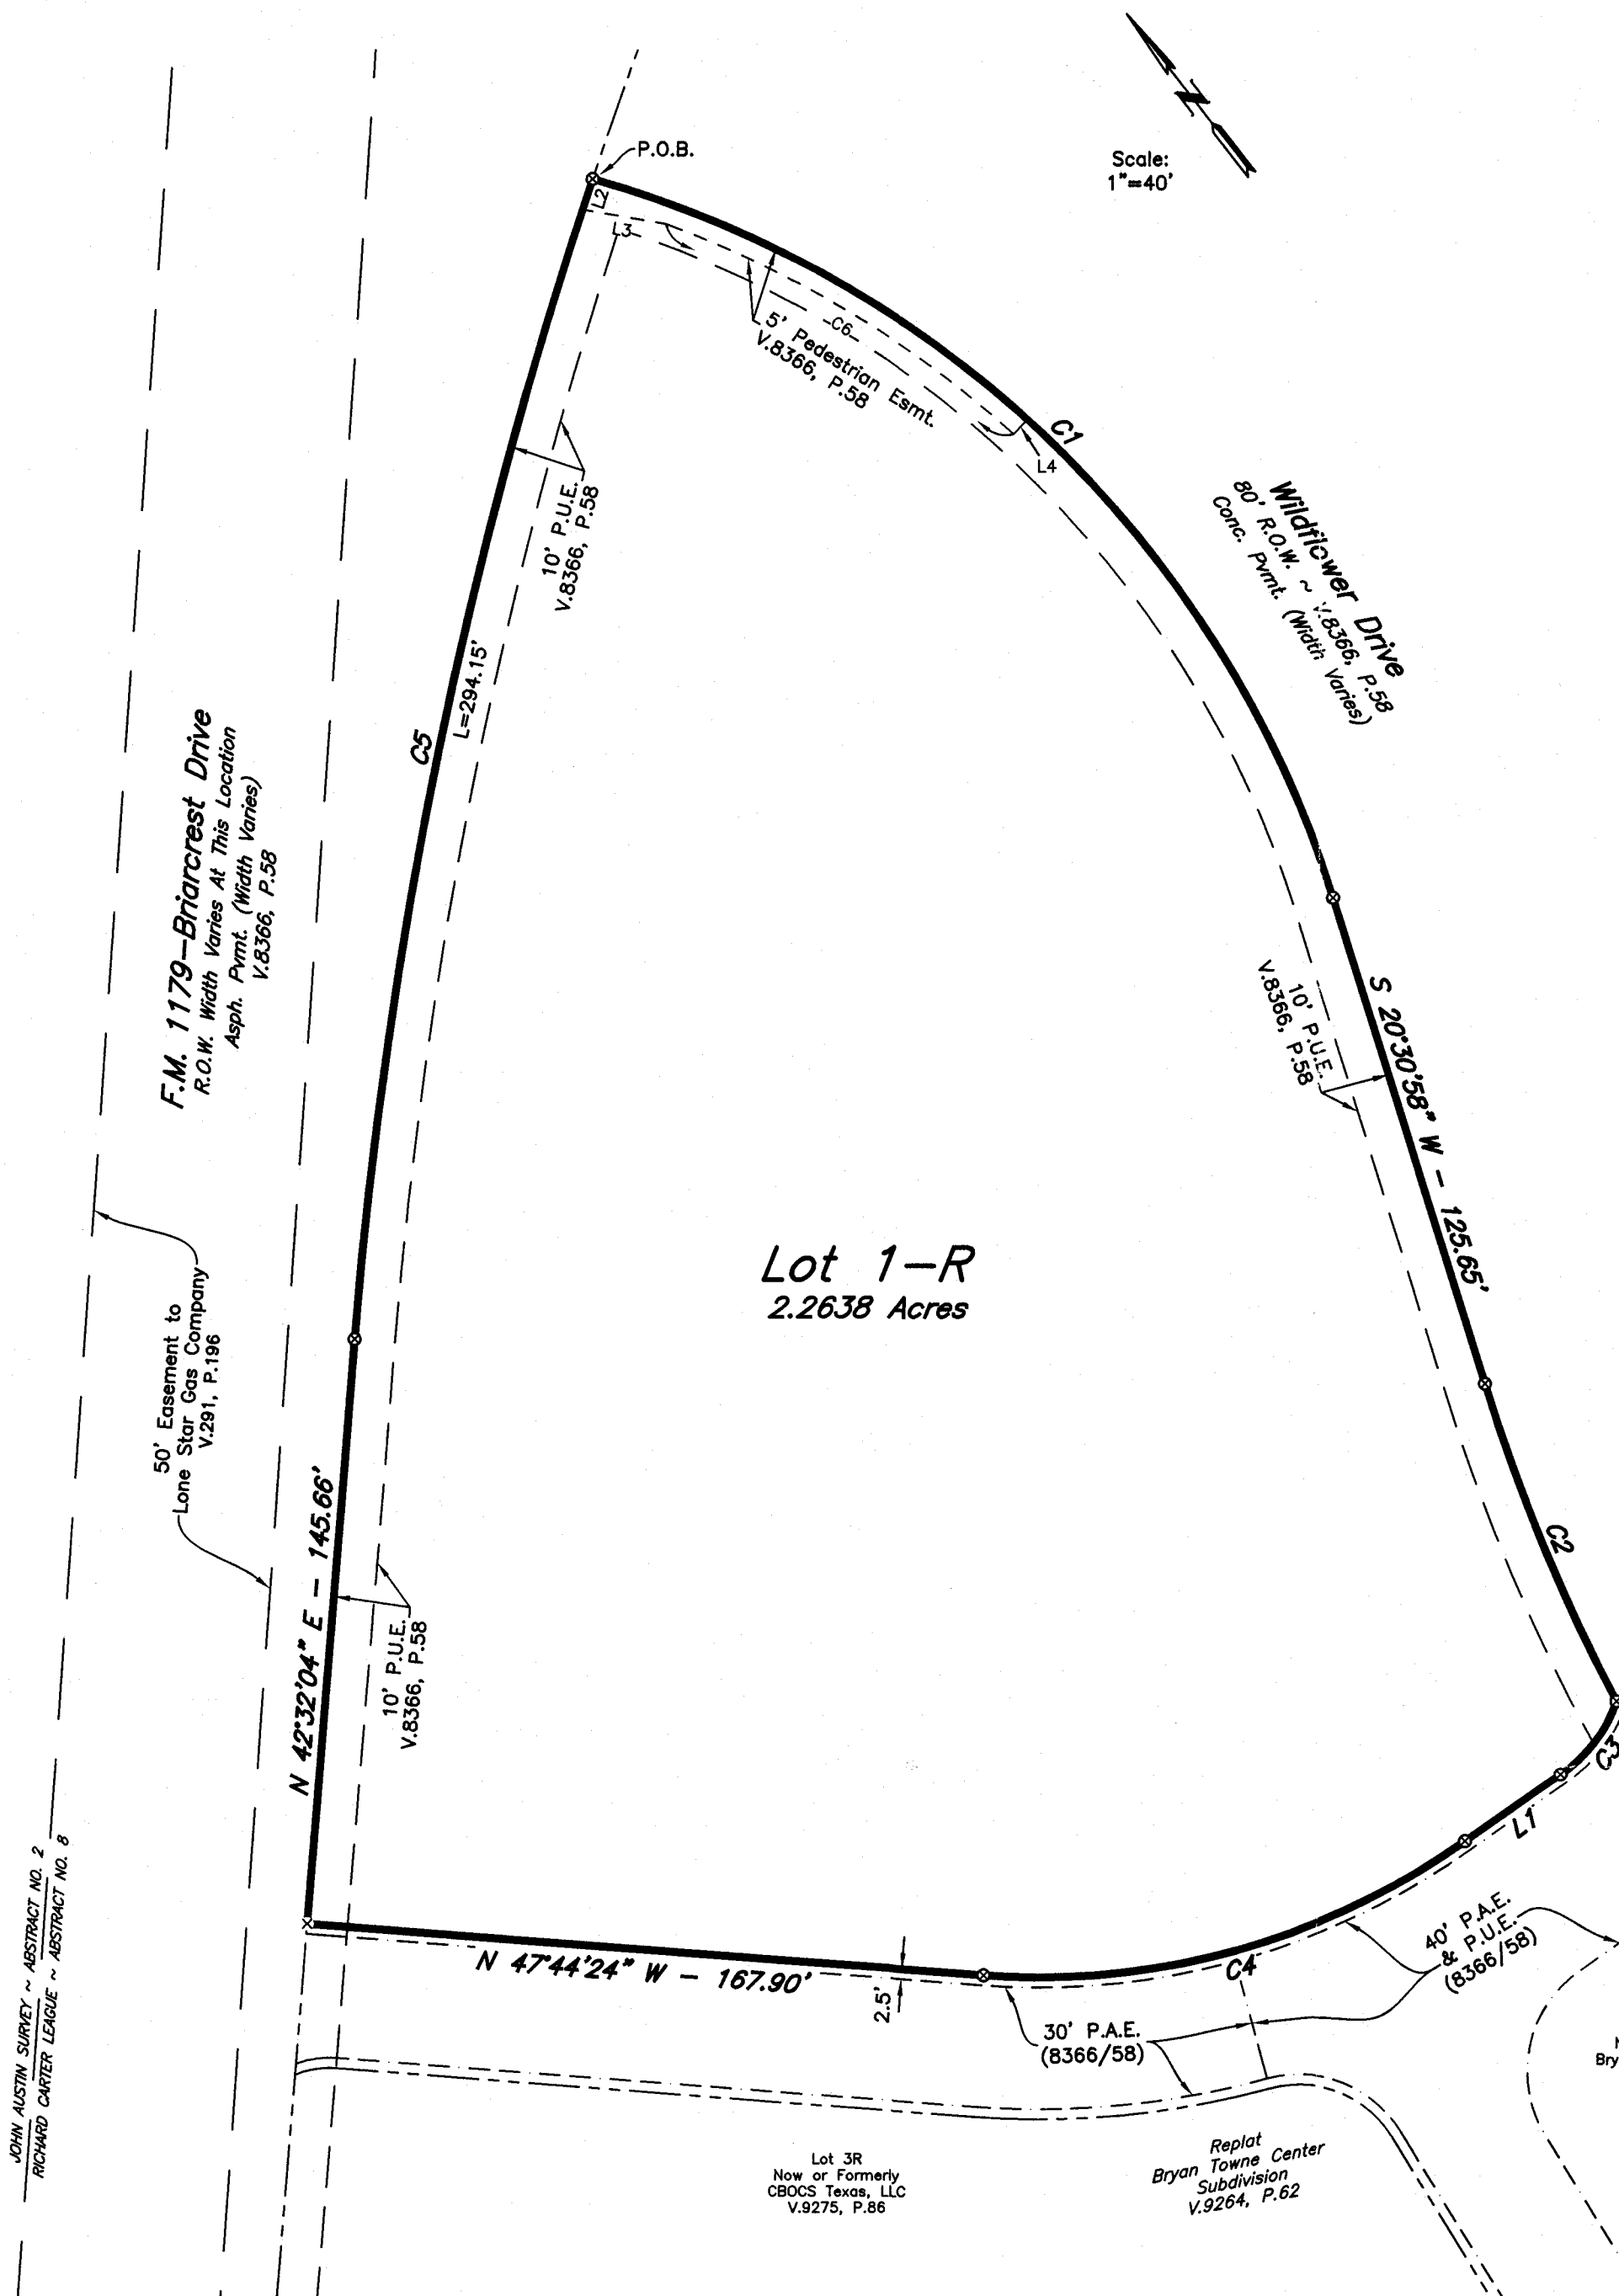 P.O.B.
Scale:
1"=40'
L2
L3
C6
5' Pedestrian Esmt.
V.8366, P.58
C1
L4
10' P.U.E.
V.8366, P.58
Wildflower Drive
80' R.O.W. ~ V.8366, P.58
Conc. Pvmt. (Width Varies)
L=294.15'
C5
F.M. 1179-Briarcrest Drive
R.O.W. Width Varies At This Location
Asph. Pvmt. (Width Varies)
V.8366, P.58
10' P.U.E.
V.8366, P.58
S 20°30'58" W - 125.65'
Lot 1-R
2.2638 Acres
50' Easement to
Lone Star Gas Company
V.291, P.196
N 42°32'04" E - 145.66'
10' P.U.E.
V.8366, P.58
C2
C3
L1
JOHN AUSTIN SURVEY ~ ABSTRACT NO. 2
RICHARD CARTER LEAGUE ~ ABSTRACT NO. 8
N 47°44'24" W - 167.90'
2.5'
C4
40' P.A.E.
& P.U.E.
(8366/58)
30' P.A.E.
(8366/58)
Bry
Lot 3R
Now or Formerly
CBOCS Texas, LLC
V.9275, P.86
Replat
Bryan Towne Center
Subdivision
V.9264, P.62